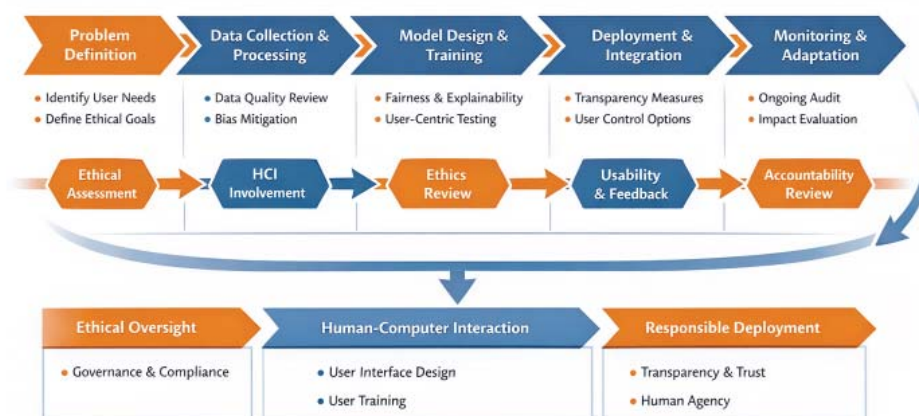 Problem
Definition
Data Collection &
Processing
Model Design &
Training
Deployment &
Integration
Monitoring &
Adaptation
• Identify User Needs
• Define Ethical Goals
• Data Quality Review
• Bias Mitigation
• Fairness & Explainability
• User-Centric Testing
• Transparency Measures
• User Control Options
• Ongoing Audit
• Impact Evaluation
Ethical
Assessment
HCI
Involvement
Ethics
Review
Usability
& Feedback
Accountability
Review
Ethical Oversight
Human-Computer Interaction
Responsible Deployment
• Governance & Compliance
• User Interface Design
• User Training
• Transparency & Trust
• Human Agency